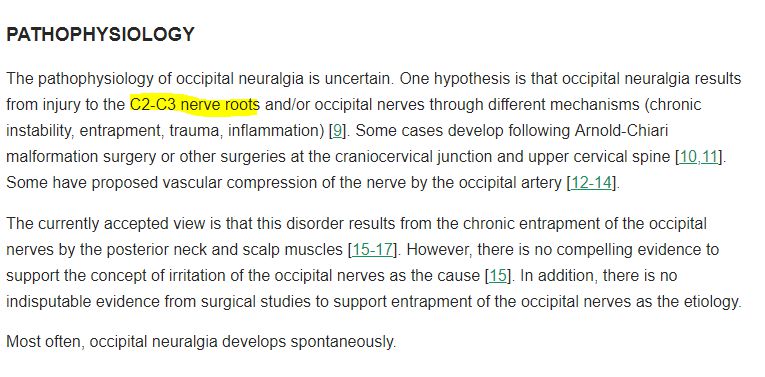 PATHOPHYSIOLOGY
The pathophysiology of occipital neuralgia is uncertain. One hypothesis is that occipital neuralgia results
from injury to the C2-C3 nerve roots and/or occipital nerves through different mechanisms (chronic
instability, entrapment, trauma, inflammation) [9]. Some cases develop following Arnold-Chiari
malformation surgery or other surgeries at the craniocervical junction and upper cervical spine [10,11].
Some have proposed vascular compression of the nerve by the occipital artery [12-14].
The currently accepted view is that this disorder results from the chronic entrapment of the occipital
nerves by the posterior neck and scalp muscles [15-17]. However, there is no compelling evidence to
support the concept of irritation of the occipital nerves as the cause [15]. In addition, there is no
indisputable evidence from surgical studies to support entrapment of the occipital nerves as the etiology.
Most often, occipital neuralgia develops spontaneously.